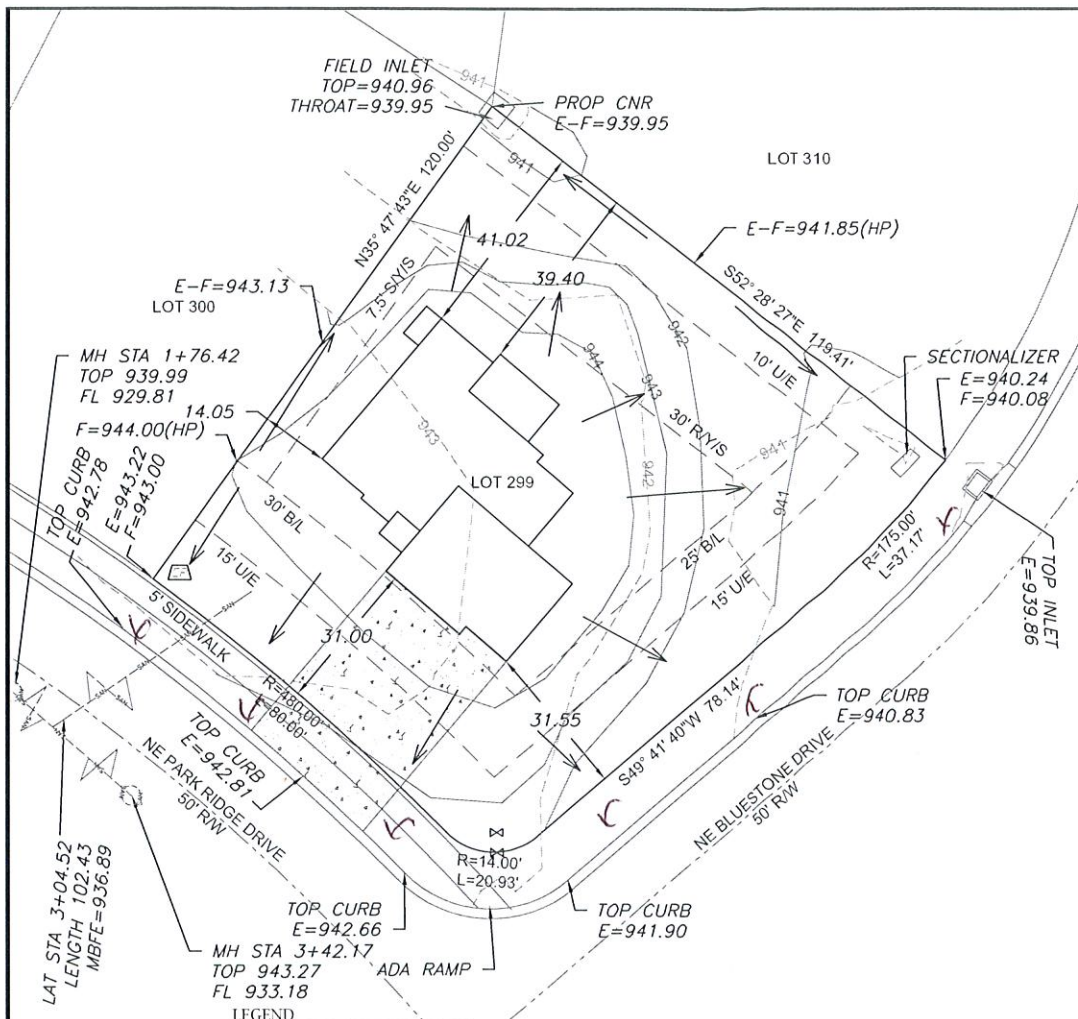 941
FIELD INLET
TOP=940.96
THROAT=939.95
PROP CNR
E-F=939.95
941
LOT 310
N35° 47' 43"E 120.00'
41.02
E-F=941.85(HP)
39.40
S52° 28' 27"E 119.41'
7.5' S/Y/S
E-F=943.13
LOT 300
942
944
943
10' U/E
SECTIONALIZER
E=940.24
F=940.08
MH STA 1+76.42
TOP 939.99
FL 929.81
14.05
F=944.00(HP)
30' R/Y/S
943
941
942
LOT 299
941
TOP CURB
E=942.78
E=943.22
F=943.00
30' B/L
25' B/L
15' U/E
15' U/E
R=175.00'
L=37.17'
TOP INLET
E=939.86
5' SIDEWALK
31.00
R=480.00'
31.55
S49° 41' 40"W 78.14'
TOP CURB
E=940.83
TOP CURB
E=942.81
NE PARK RIDGE DRIVE
50' R/W
NE BLUESTONE DRIVE
50' R/W
LAT STA 3+04.52
LENGTH 102.43
MBFE=936.89
R=14.00'
L=20.93'
TOP CURB
E=942.66
TOP CURB
E=941.90
MH STA 3+42.17
TOP 943.27
FL 933.18
ADA RAMP
LEGEND